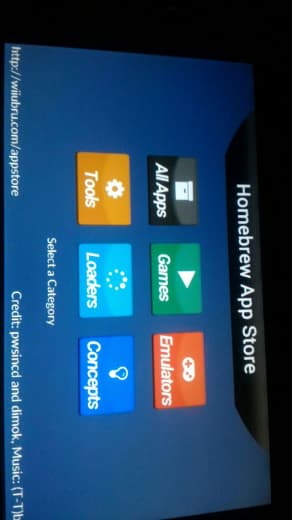 Homebrew App Store
All Apps
Games
Emulators
Tools
Loaders
Concepts
Select a Category
http://wiiubru.com/appstore
Credit: pwsincd and dimok, Music: (T-T)b